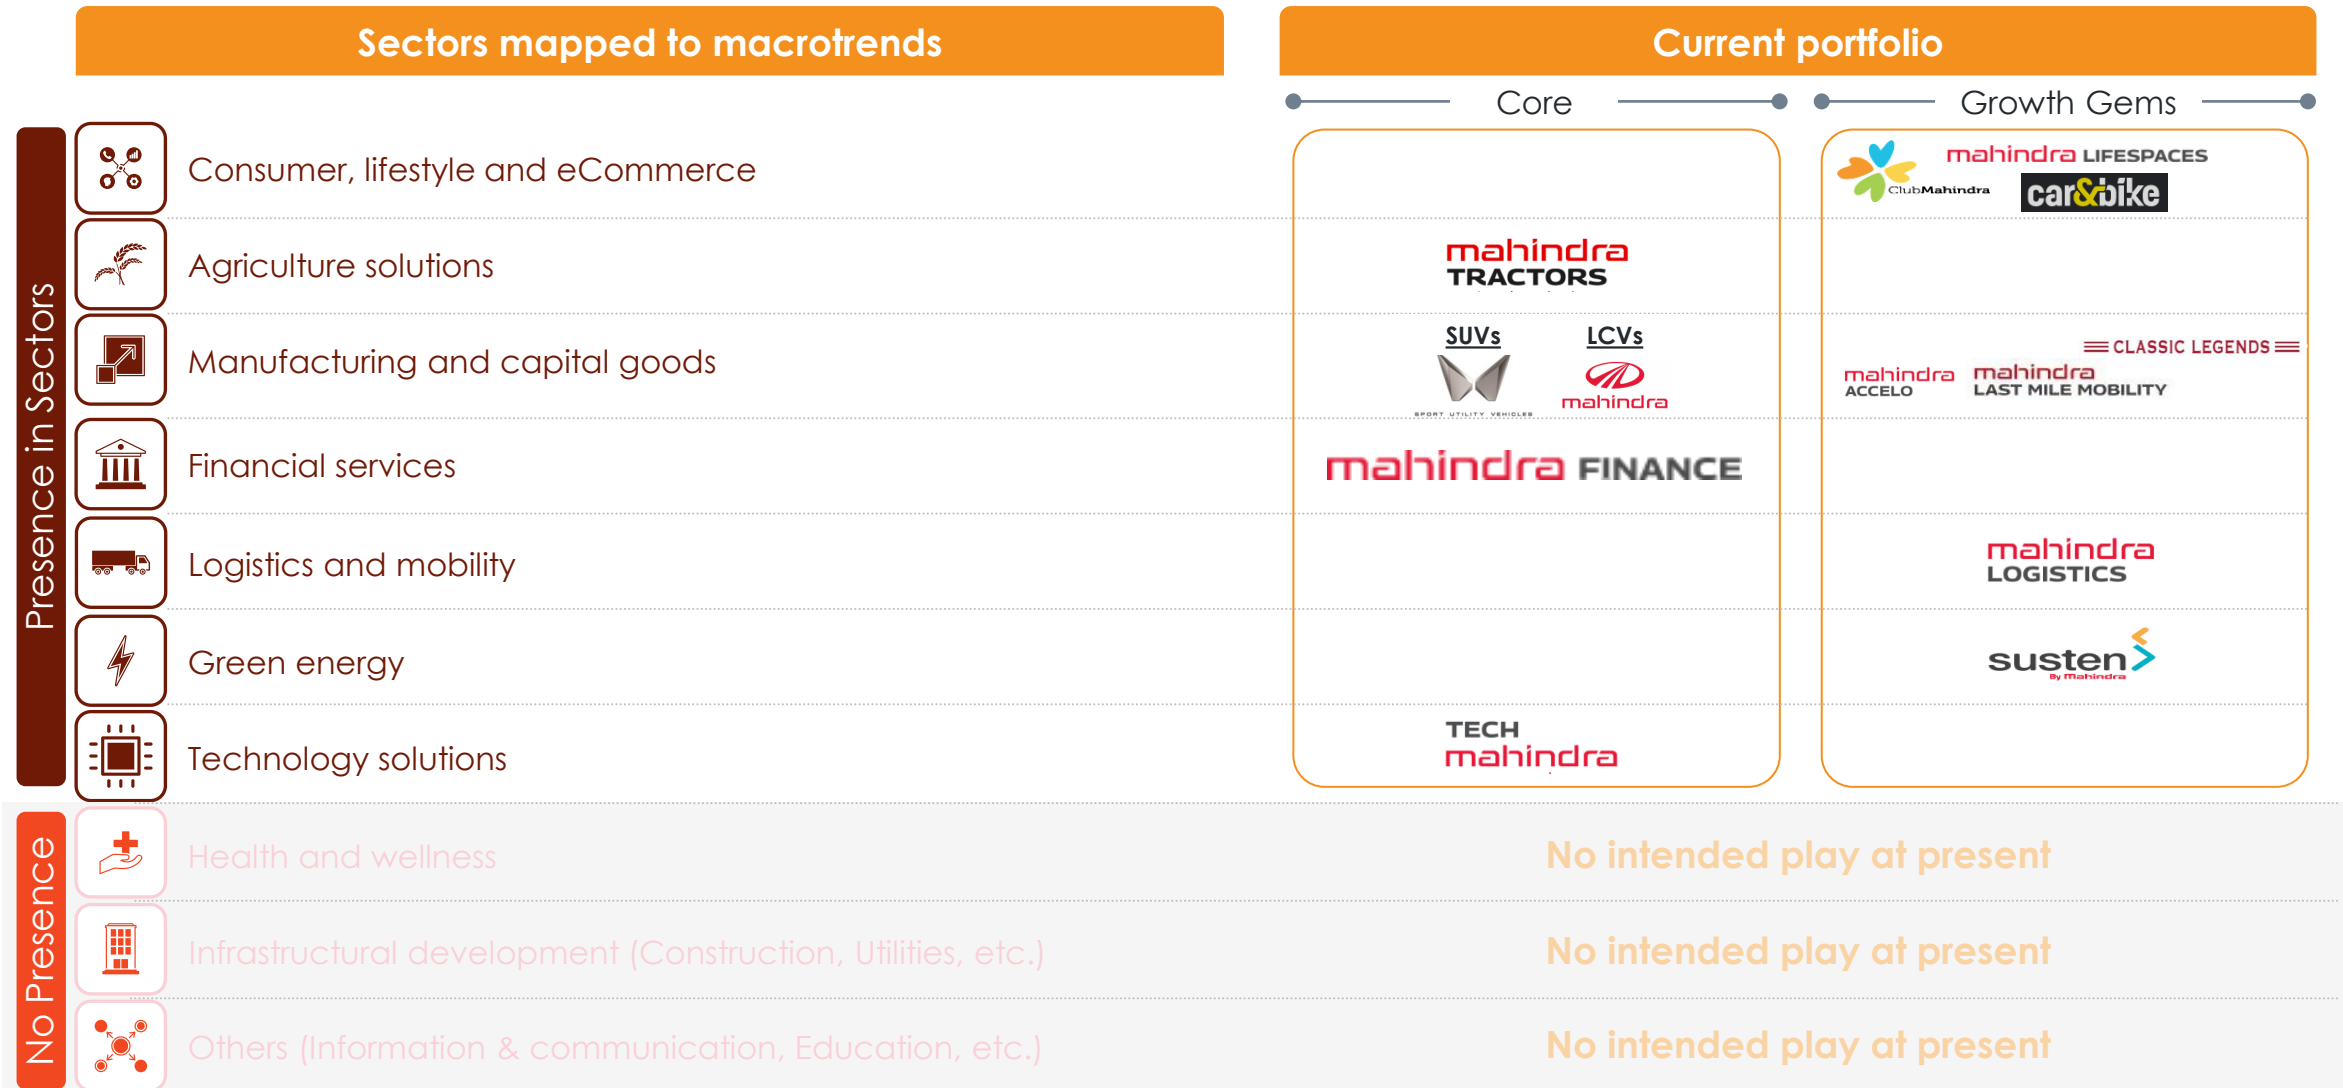 Sectors mapped to macrotrends
Current portfolio
Core
Growth Gems
Presence in Sectors
Consumer, lifestyle and eCommerce
ClubMahindra
mahindra LIFESPACES
car&bike
Agriculture solutions
mahindra
TRACTORS
Manufacturing and capital goods
SUVs
SPORT UTILITY VEHICLES
LCVs
mahindra
CLASSIC LEGENDS
mahindra
ACCELO
mahindra
LAST MILE MOBILITY
Financial services
mahindra FINANCE
Logistics and mobility
mahindra
LOGISTICS
Green energy
susten
By Mahindra
Technology solutions
TECH
mahindra
No Presence
Health and wellness
No intended play at present
Infrastructural development (Construction, Utilities, etc.)
No intended play at present
Others (Information & communication, Education, etc.)
No intended play at present